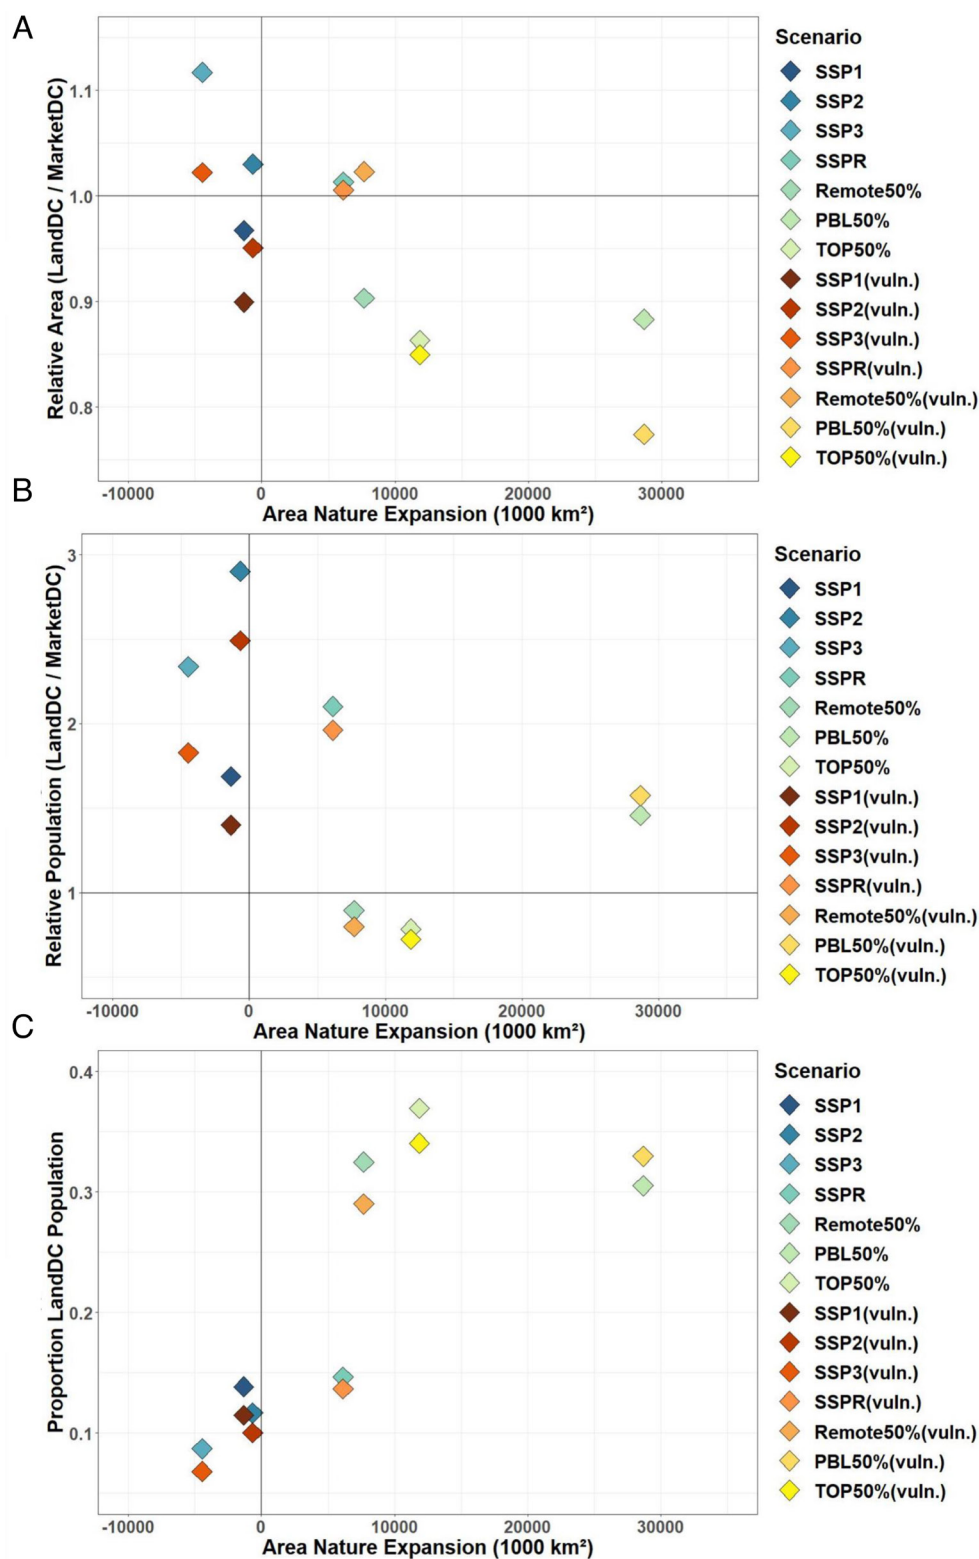 A
Relative Area (LandDC / MarketDC)
1.1
1.0
0.9
0.8
-10000 0 10000 20000 30000
Area Nature Expansion (1000 km²)
Scenario
SSP1
SSP2
SSP3
SSPR
Remote50%
PBL50%
TOP50%
SSP1(vuln.)
SSP2(vuln.)
SSP3(vuln.)
SSPR(vuln.)
Remote50%(vuln.)
PBL50%(vuln.)
TOP50%(vuln.)
B
Relative Population (LandDC / MarketDC)
3
2
1
-10000 0 10000 20000 30000
Area Nature Expansion (1000 km²)
Scenario
SSP1
SSP2
SSP3
SSPR
Remote50%
PBL50%
TOP50%
SSP1(vuln.)
SSP2(vuln.)
SSP3(vuln.)
SSPR(vuln.)
Remote50%(vuln.)
PBL50%(vuln.)
TOP50%(vuln.)
C
Proportion LandDC Population
0.4
0.3
0.2
0.1
-10000 0 10000 20000 30000
Area Nature Expansion (1000 km²)
Scenario
SSP1
SSP2
SSP3
SSPR
Remote50%
PBL50%
TOP50%
SSP1(vuln.)
SSP2(vuln.)
SSP3(vuln.)
SSPR(vuln.)
Remote50%(vuln.)
PBL50%(vuln.)
TOP50%(vuln.)